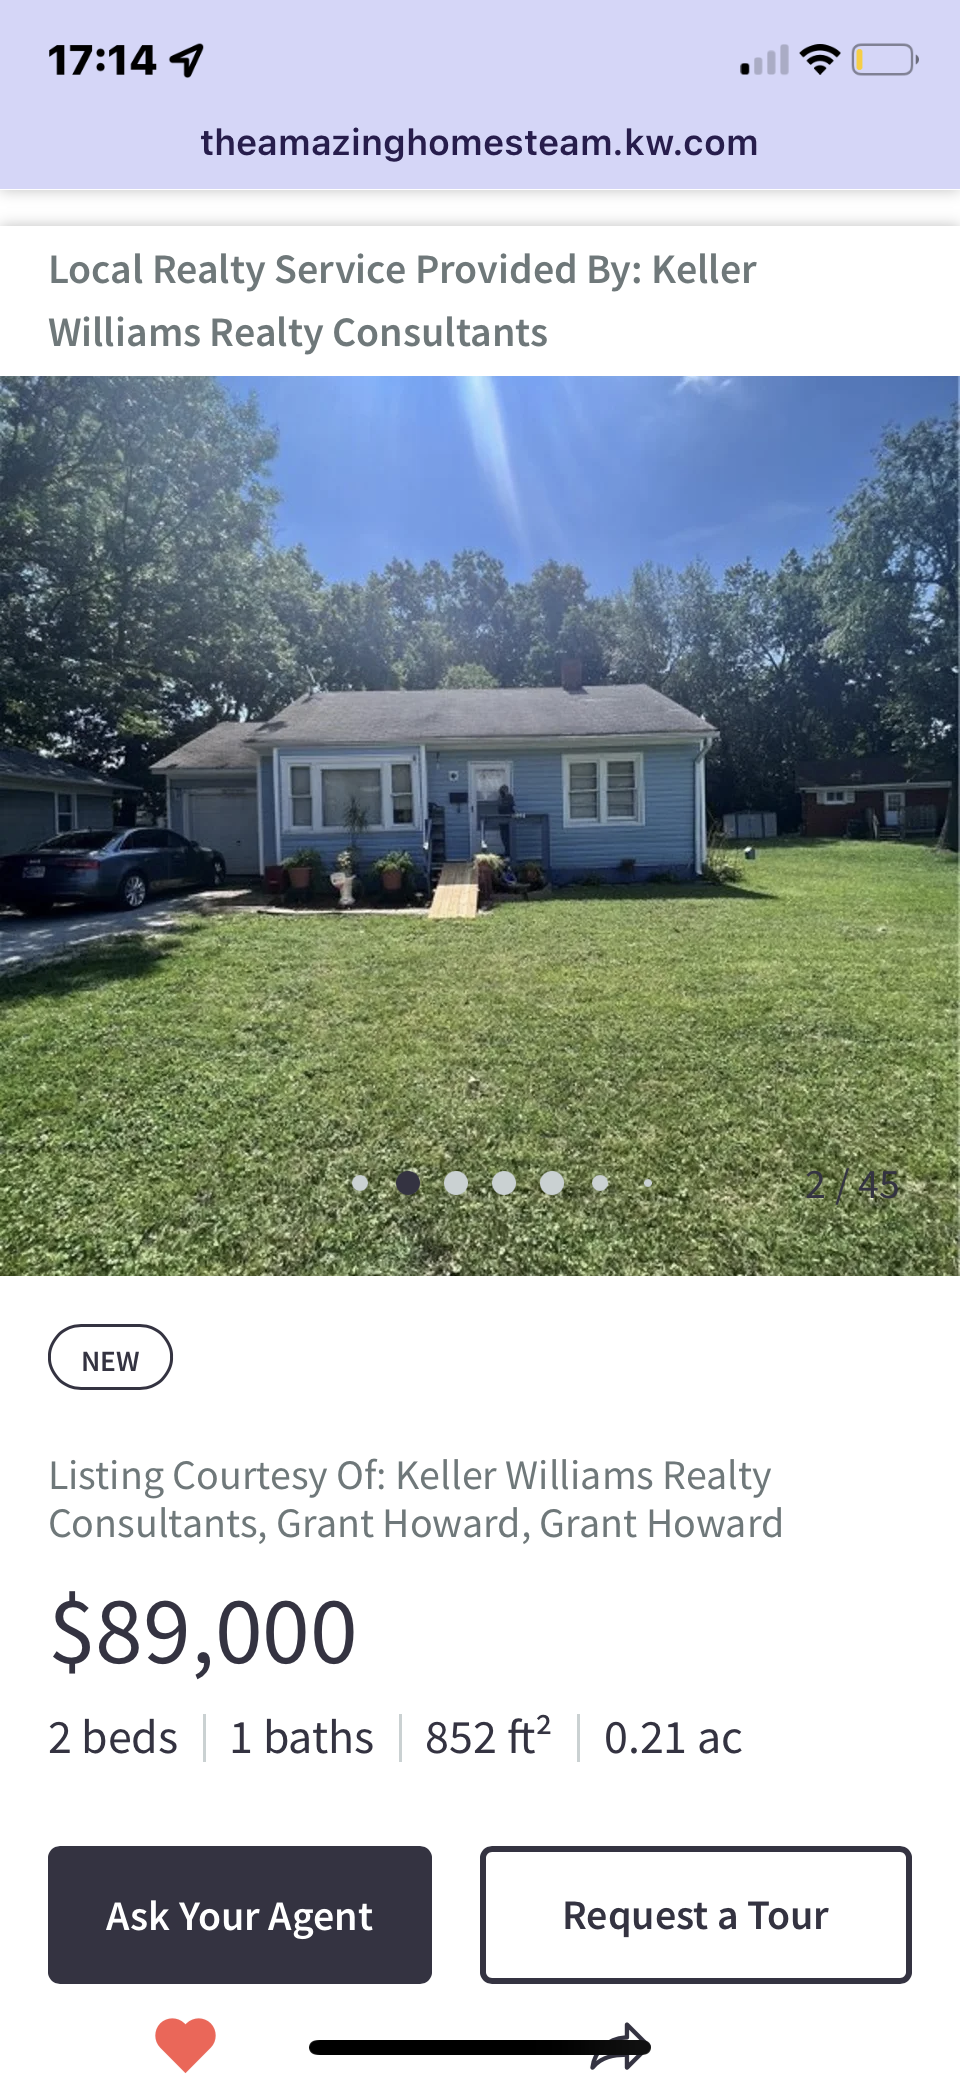 17:14
theamazinghomesteam.kw.com
Local Realty Service Provided By: Keller
Williams Realty Consultants
2 / 45
NEW
Listing Courtesy Of: Keller Williams Realty
Consultants, Grant Howard, Grant Howard
$89,000
2 beds | 1 baths | 852 ft² | 0.21 ac
Ask Your Agent
Request a Tour